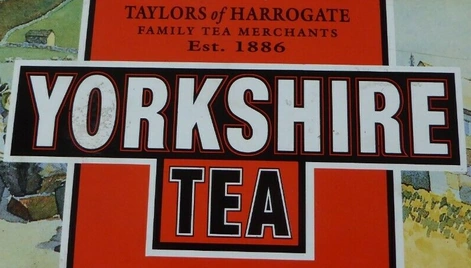 TAYLORS of HARROGATE
FAMILY TEA MERCHANTS
Est. 1886
YORKSHIRE
TEA